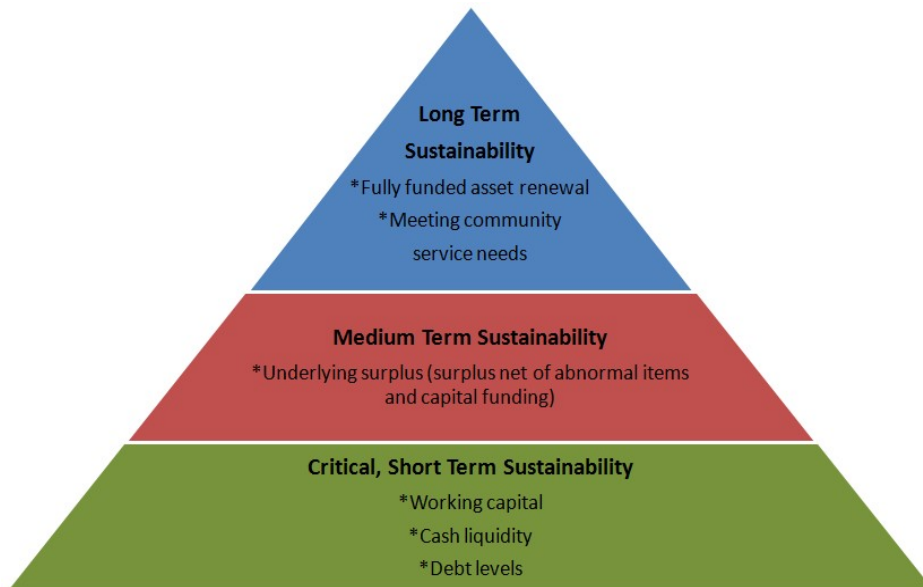 Long Term
Sustainability
*Fully funded asset renewal
*Meeting community
service needs
Medium Term Sustainability
*Underlying surplus (surplus net of abnormal items
and capital funding)
Critical, Short Term Sustainability
*Working capital
*Cash liquidity
*Debt levels